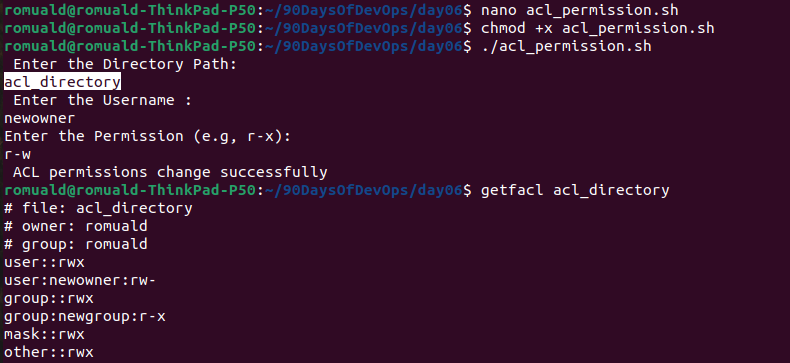 romuald@romuald-ThinkPad-P50:~/90DaysOfDevOps/day06$ nano acl_permission.sh
romuald@romuald-ThinkPad-P50:~/90DaysOfDevOps/day06$ chmod +x acl_permission.sh
romuald@romuald-ThinkPad-P50:~/90DaysOfDevOps/day06$ ./acl_permission.sh
 Enter the Directory Path:
acl_directory
 Enter the Username :
newowner
Enter the Permission (e.g, r-x):
r-w
 ACL permissions change successfully
romuald@romuald-ThinkPad-P50:~/90DaysOfDevOps/day06$ getfacl acl_directory
# file: acl_directory
# owner: romuald
# group: romuald
user::rwx
user:newowner:rw-
group::rwx
group:newgroup:r-x
mask::rwx
other::rwx